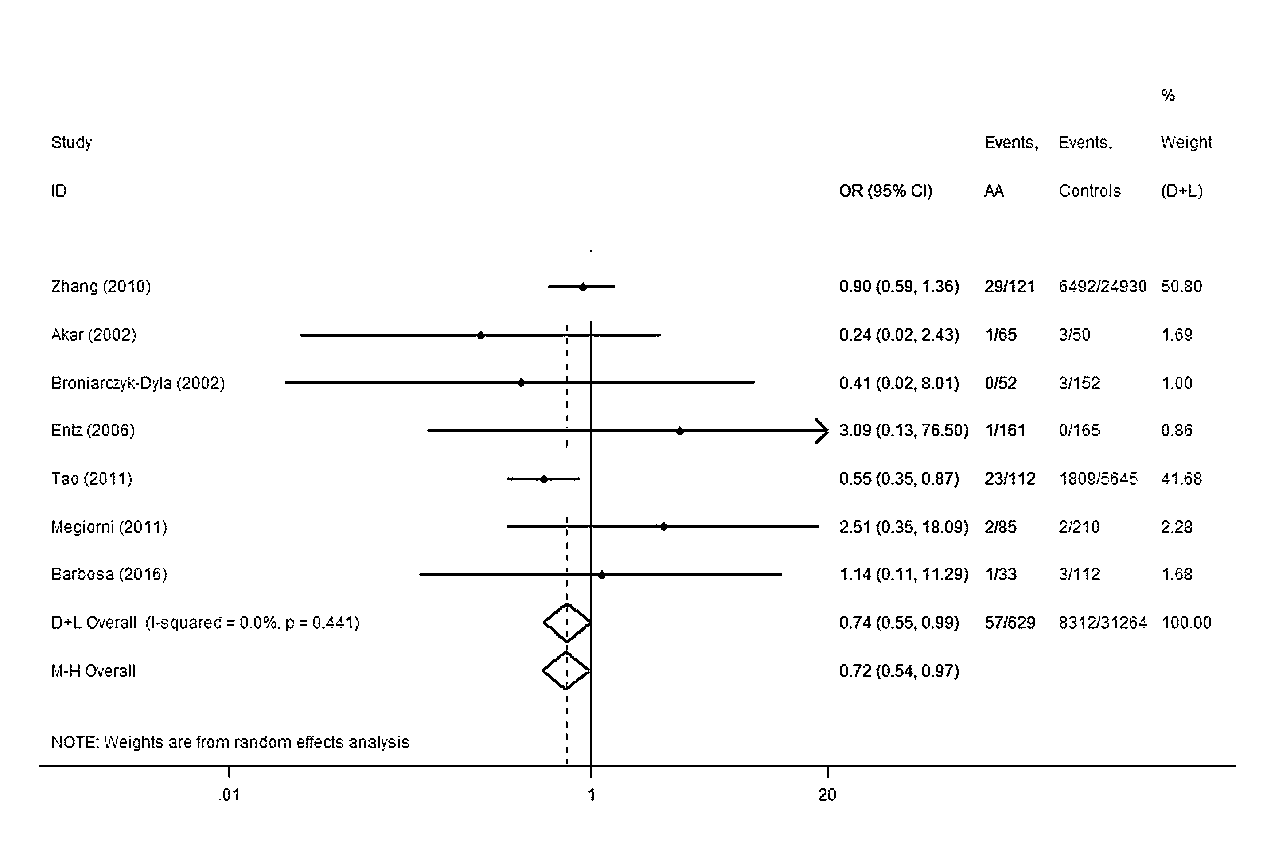 %
Study Events, Events, Weight
ID OR (95% CI) AA Controls (D+L)
Zhang (2010) 0.90 (0.59, 1.36) 29/121 6492/24930 50.80
Akar (2002) 0.24 (0.02, 2.43) 1/65 3/50 1.69
Broniarczyk-Dyla (2002) 0.41 (0.02, 8.01) 0/52 3/152 1.00
Entz (2006) 3.09 (0.13, 76.50) 1/161 0/165 0.86
Tao (2011) 0.55 (0.35, 0.87) 23/112 1809/5645 41.68
Megiorni (2011) 2.51 (0.35, 18.09) 2/85 2/210 2.28
Barbosa (2016) 1.14 (0.11, 11.29) 1/33 3/112 1.68
D+L Overall (I-squared = 0.0%, p = 0.441) 0.74 (0.55, 0.99) 57/629 8312/31264 100.00
M-H Overall 0.72 (0.54, 0.97)
NOTE: Weights are from random effects analysis
.01 1 20